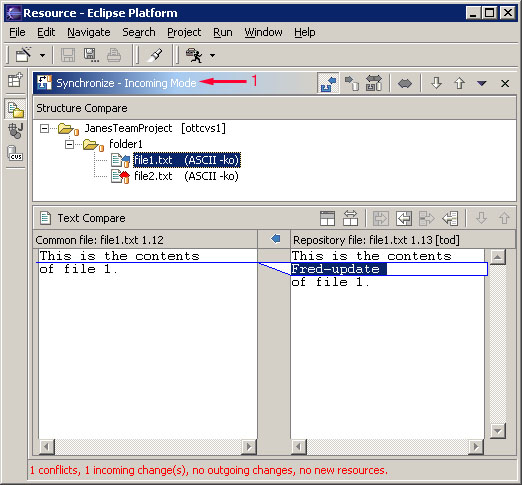 Resource - Eclipse Platform
File Edit Navigate Search Project Run Window Help
Synchronize - Incoming Mode 1
Structure Compare
JanesTeamProject [ottcvs1]
folder1
file1.txt (ASCII -ko)
file2.txt (ASCII -ko)
CVS
Text Compare
Common file: file1.txt 1.12
Repository file: file1.txt 1.13 [tod]
This is the contents
of file 1.
This is the contents
Fred-update
of file 1.
1 conflicts, 1 incoming change(s), no outgoing changes, no new resources.